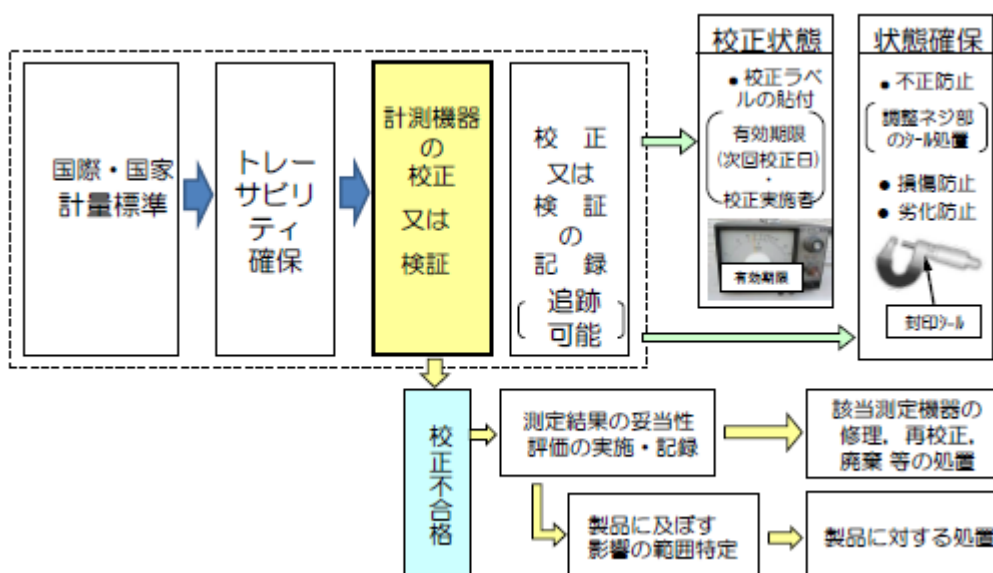 国際・国家
計量標準
トレー
サビリ
ティ
確保
計測機器
の
校正
又は
検証
校 正
又は
検 証
の
記 録
追跡
可能
校正状態
● 校正ラベ
ルの貼付
有効期限
(次回校正日)
・
校正実施者
有効期限
状態確保
● 不正防止
調整ネジ部
のシール処置
● 損傷防止
● 劣化防止
封印シール
校正不合格
測定結果の妥当性
評価の実施・記録
該当測定機器の
修理，再校正，
廃棄 等の処置
製品に及ぼす
影響の範囲特定
製品に対する処置